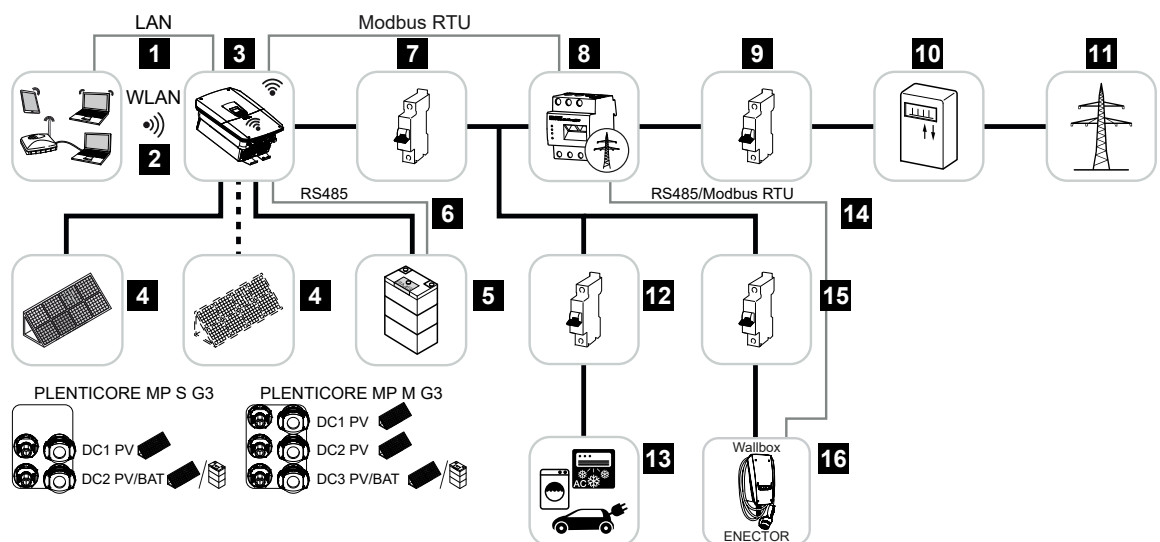 LAN
Modbus RTU
1
3
7
8
9
10
11
WLAN
2
RS485
6
RS485/Modbus RTU
14
4
4
5
12
15
PLENTICORE MP S G3
DC1 PV
DC2 PV/BAT
/
PLENTICORE MP M G3
DC1 PV
DC2 PV
DC3 PV/BAT
/
AC
13
Wallbox
16
ENECTOR